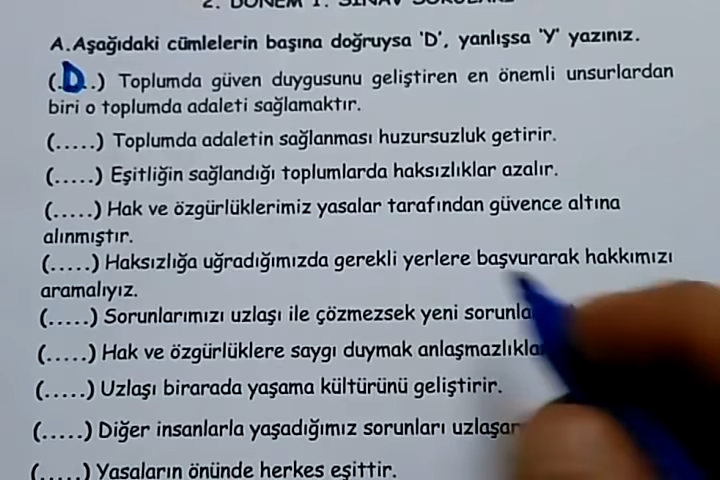 2. DÖNEM 1. SINAV SORULARI
A.Aşağıdaki cümlelerin başına doğruysa 'D', yanlışsa 'Y' yazınız.
(.D..) Toplumda güven duygusunu geliştiren en önemli unsurlardan
biri o toplumda adaleti sağlamaktır.
(.....) Toplumda adaletin sağlanması huzursuzluk getirir.
(.....) Eşitliğin sağlandığı toplumlarda haksızlıklar azalır.
(.....) Hak ve özgürlüklerimiz yasalar tarafından güvence altına
alınmıştır.
(.....) Haksızlığa uğradığımızda gerekli yerlere başvurarak hakkımızı
aramalıyız.
(.....) Sorunlarımızı uzlaşı ile çözmezsek yeni
(.....) Hak ve özgürlüklere saygı duymak
(.....) Uzlaşı birarada yaşama kültürünü geliştirir.
(.....) Diğer insanlarla yaşadığımız sorunları
(.....) Yasaların önünde herkes eşittir.